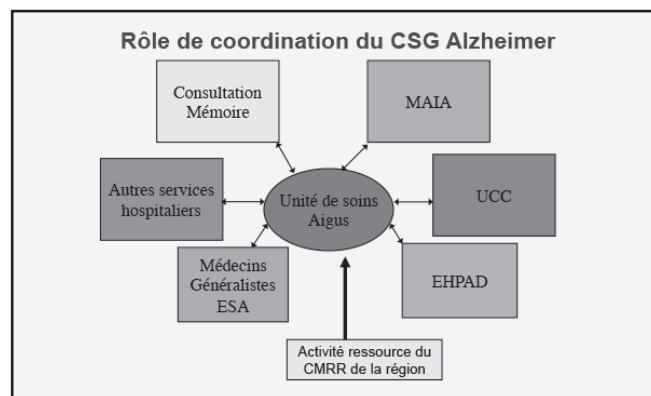 Rôle de coordination du CSG Alzheimer
Consultation
Mémoire
MAIA
Autres services
hospitaliers
Unité de soins
Aigus
UCC
Médecins
Généralistes
ESA
EHPAD
Activité ressource du
CMRR de la région